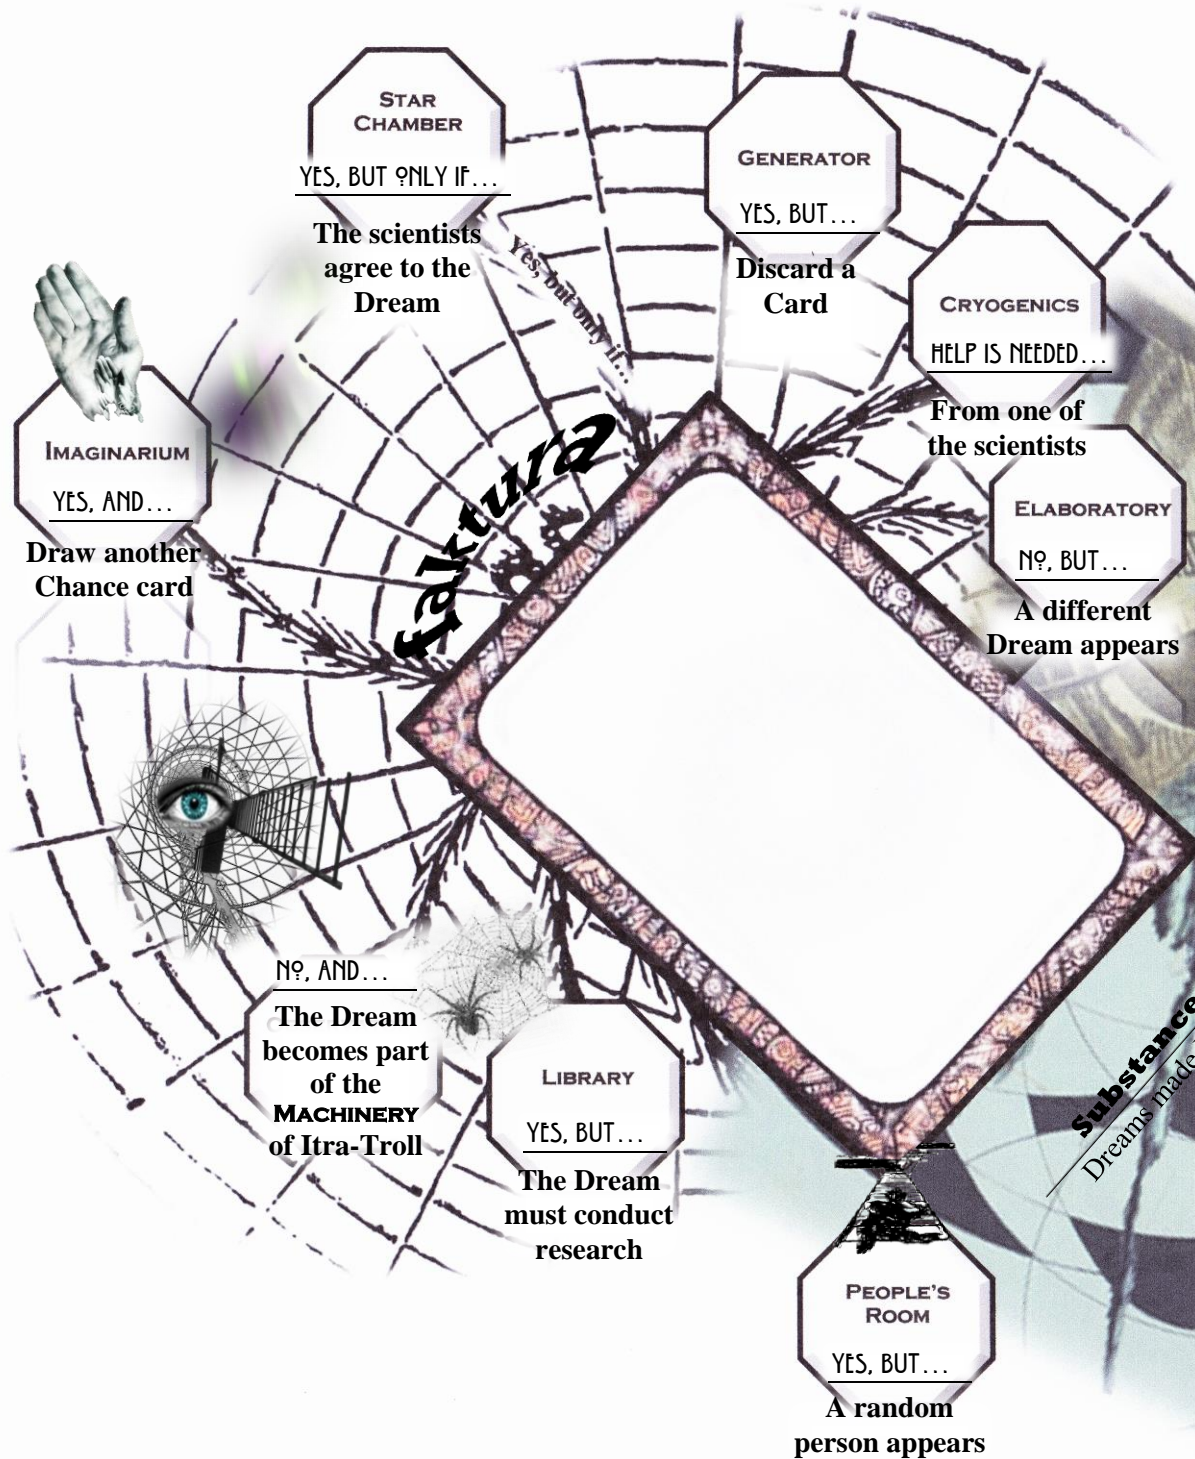 STAR
CHAMBER
YES, BUT ONLY IF...
The scientists
agree to the
Dream
Yes, but only if...
GENERATOR
YES, BUT...
Discard a
Card
CRYOGENICS
HELP IS NEEDED...
From one of
the scientists
IMAGINARIUM
YES, AND...
Draw another
Chance card
faktura
ELABORATORY
NO, BUT...
A different
Dream appears
NO, AND...
The Dream
becomes part
of the
MACHINERY
of Itra-Troll
LIBRARY
YES, BUT...
The Dream
must conduct
research
Substance
Dreams made
PEOPLE'S
ROOM
YES, BUT...
A random
person appears